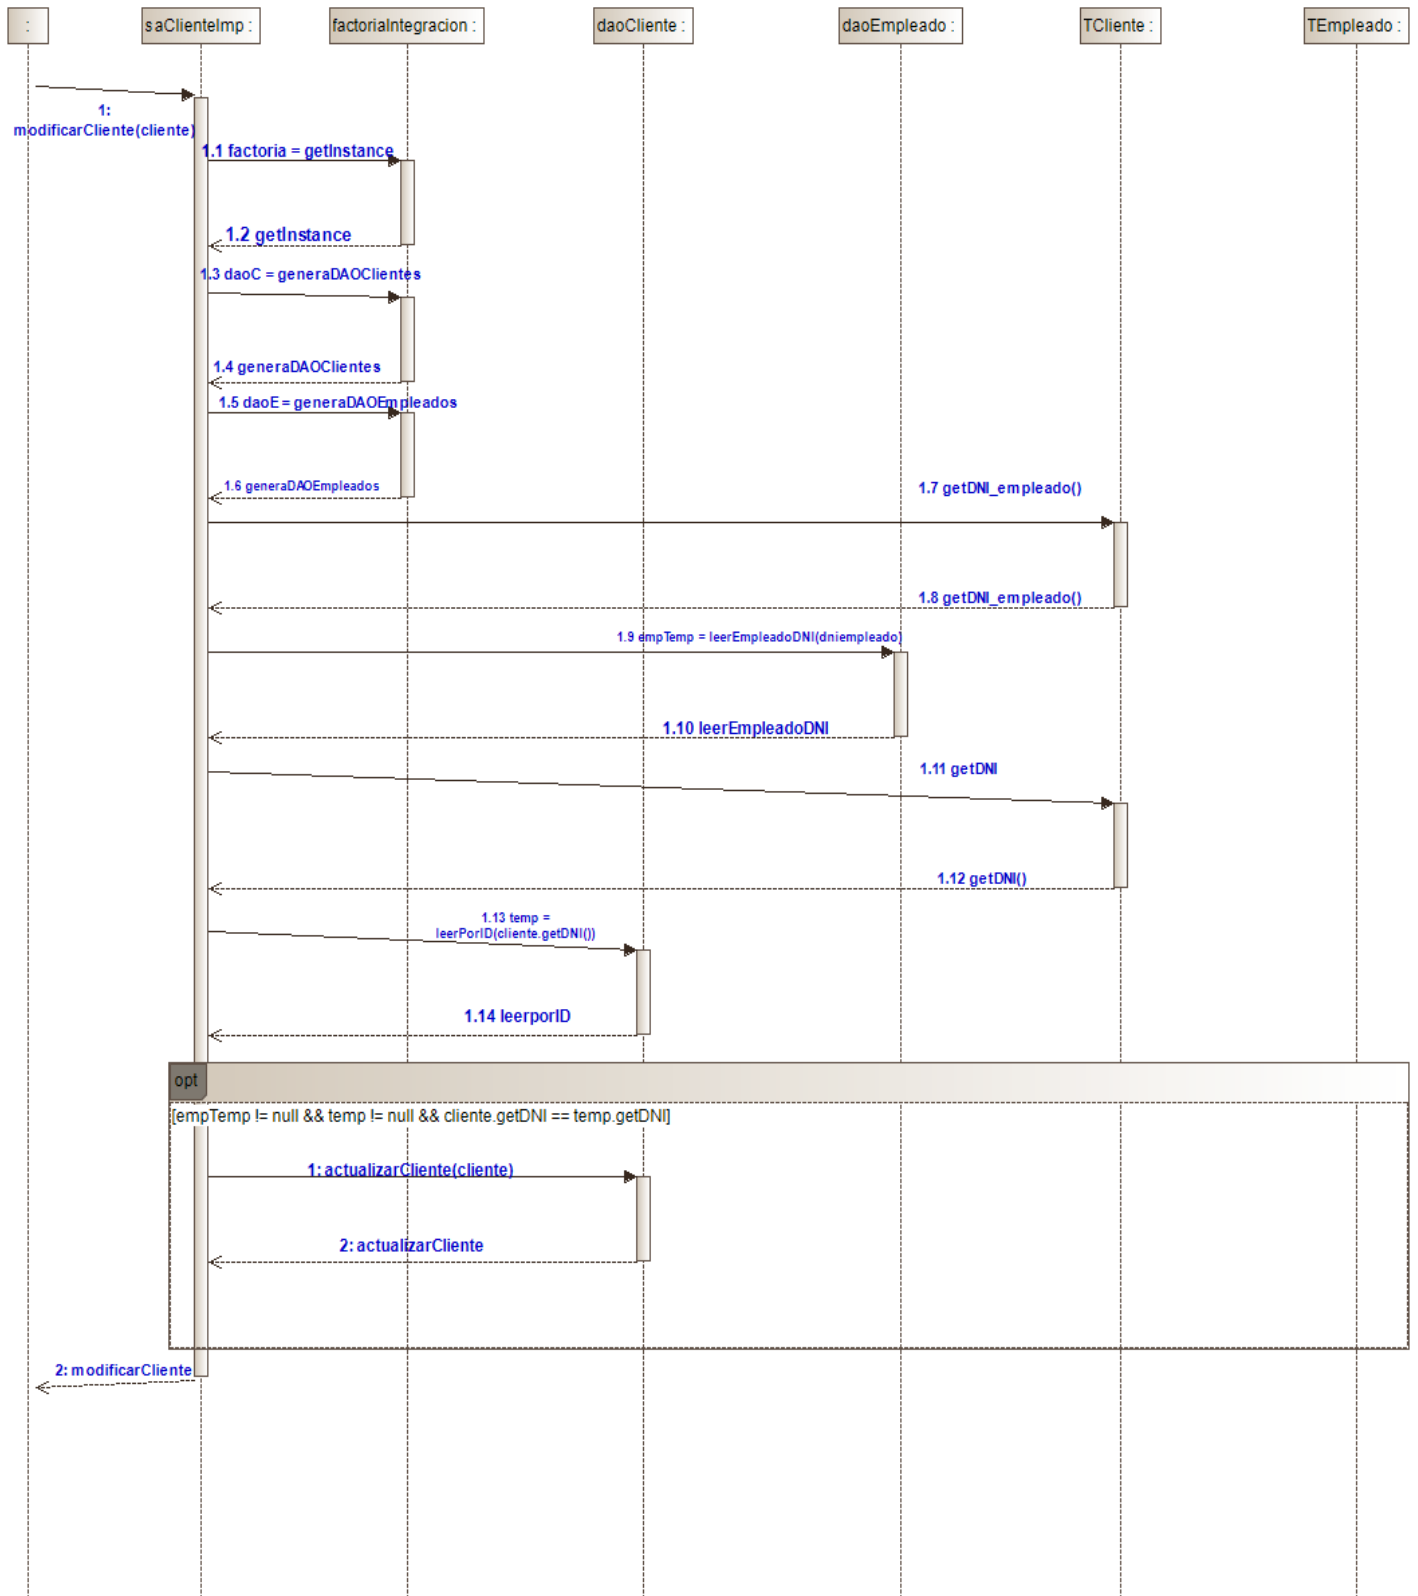 :
saClienteImp :
factoriaIntegracion :
daoCliente :
daoEmpleado :
TCliente :
TEmpleado :
1:
modificarCliente(cliente)
1.1 factoria = getInstance
1.2 getInstance
1.3 daoC = generaDAOClientes
1.4 generaDAOClientes
1.5 daoE = generaDAOEmpleados
1.6 generaDAOEmpleados
1.7 getDNI_empleado()
1.8 getDNI_empleado()
1.9 empTemp = leerEmpleadoDNI(dniempleado)
1.10 leerEmpleadoDNI
1.11 getDNI
1.12 getDNI()
1.13 temp =
leerPorID(cliente.getDNI())
1.14 leerporID
opt
[empTemp != null && temp != null && cliente.getDNI == temp.getDNI]
1: actualizarCliente(cliente)
2: actualizarCliente
2: modificarCliente